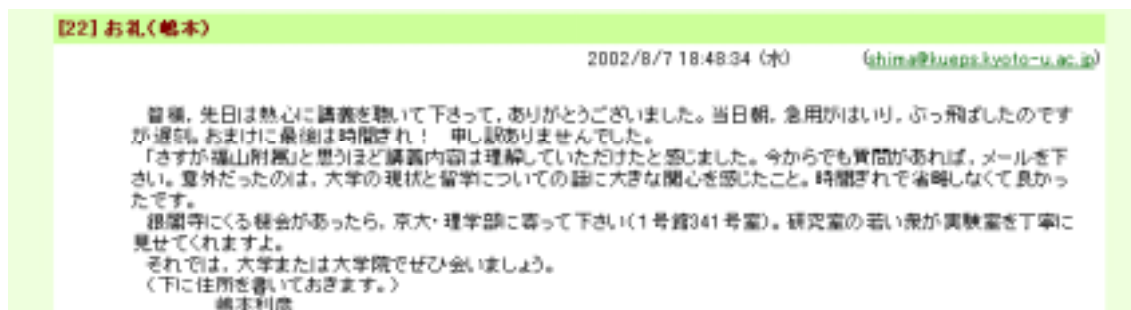 [22] お礼(嶋本)
2002/8/7 18:48:34 (水) (shima@kueps.kyoto-u.ac.jp)
皆様，先日は熱心に講義を聴いて下さって，ありがとうございました。当日朝，急用がはいり，ぶっ飛ばしたのです
が遅刻。おまけに最後は時間ぎれ！　申し訳ありませんでした。
「さすが福山附属」と思うほど講義内容は理解していただけたと感じました。今からでも質問があれば，メールを下
さい。意外だったのは，大学の現状と留学についての話に大きな関心を感じたこと。時間ぎれで省略しなくて良かっ
たです。
銀閣寺にくる機会があったら，京大・理学部に寄って下さい(1号館341号室)。研究室の若い衆が実験室を丁寧に
見せてくれますよ。
それでは，大学または大学院でぜひ会いましょう。
(下に住所を書いておきます。)
嶋本利彦